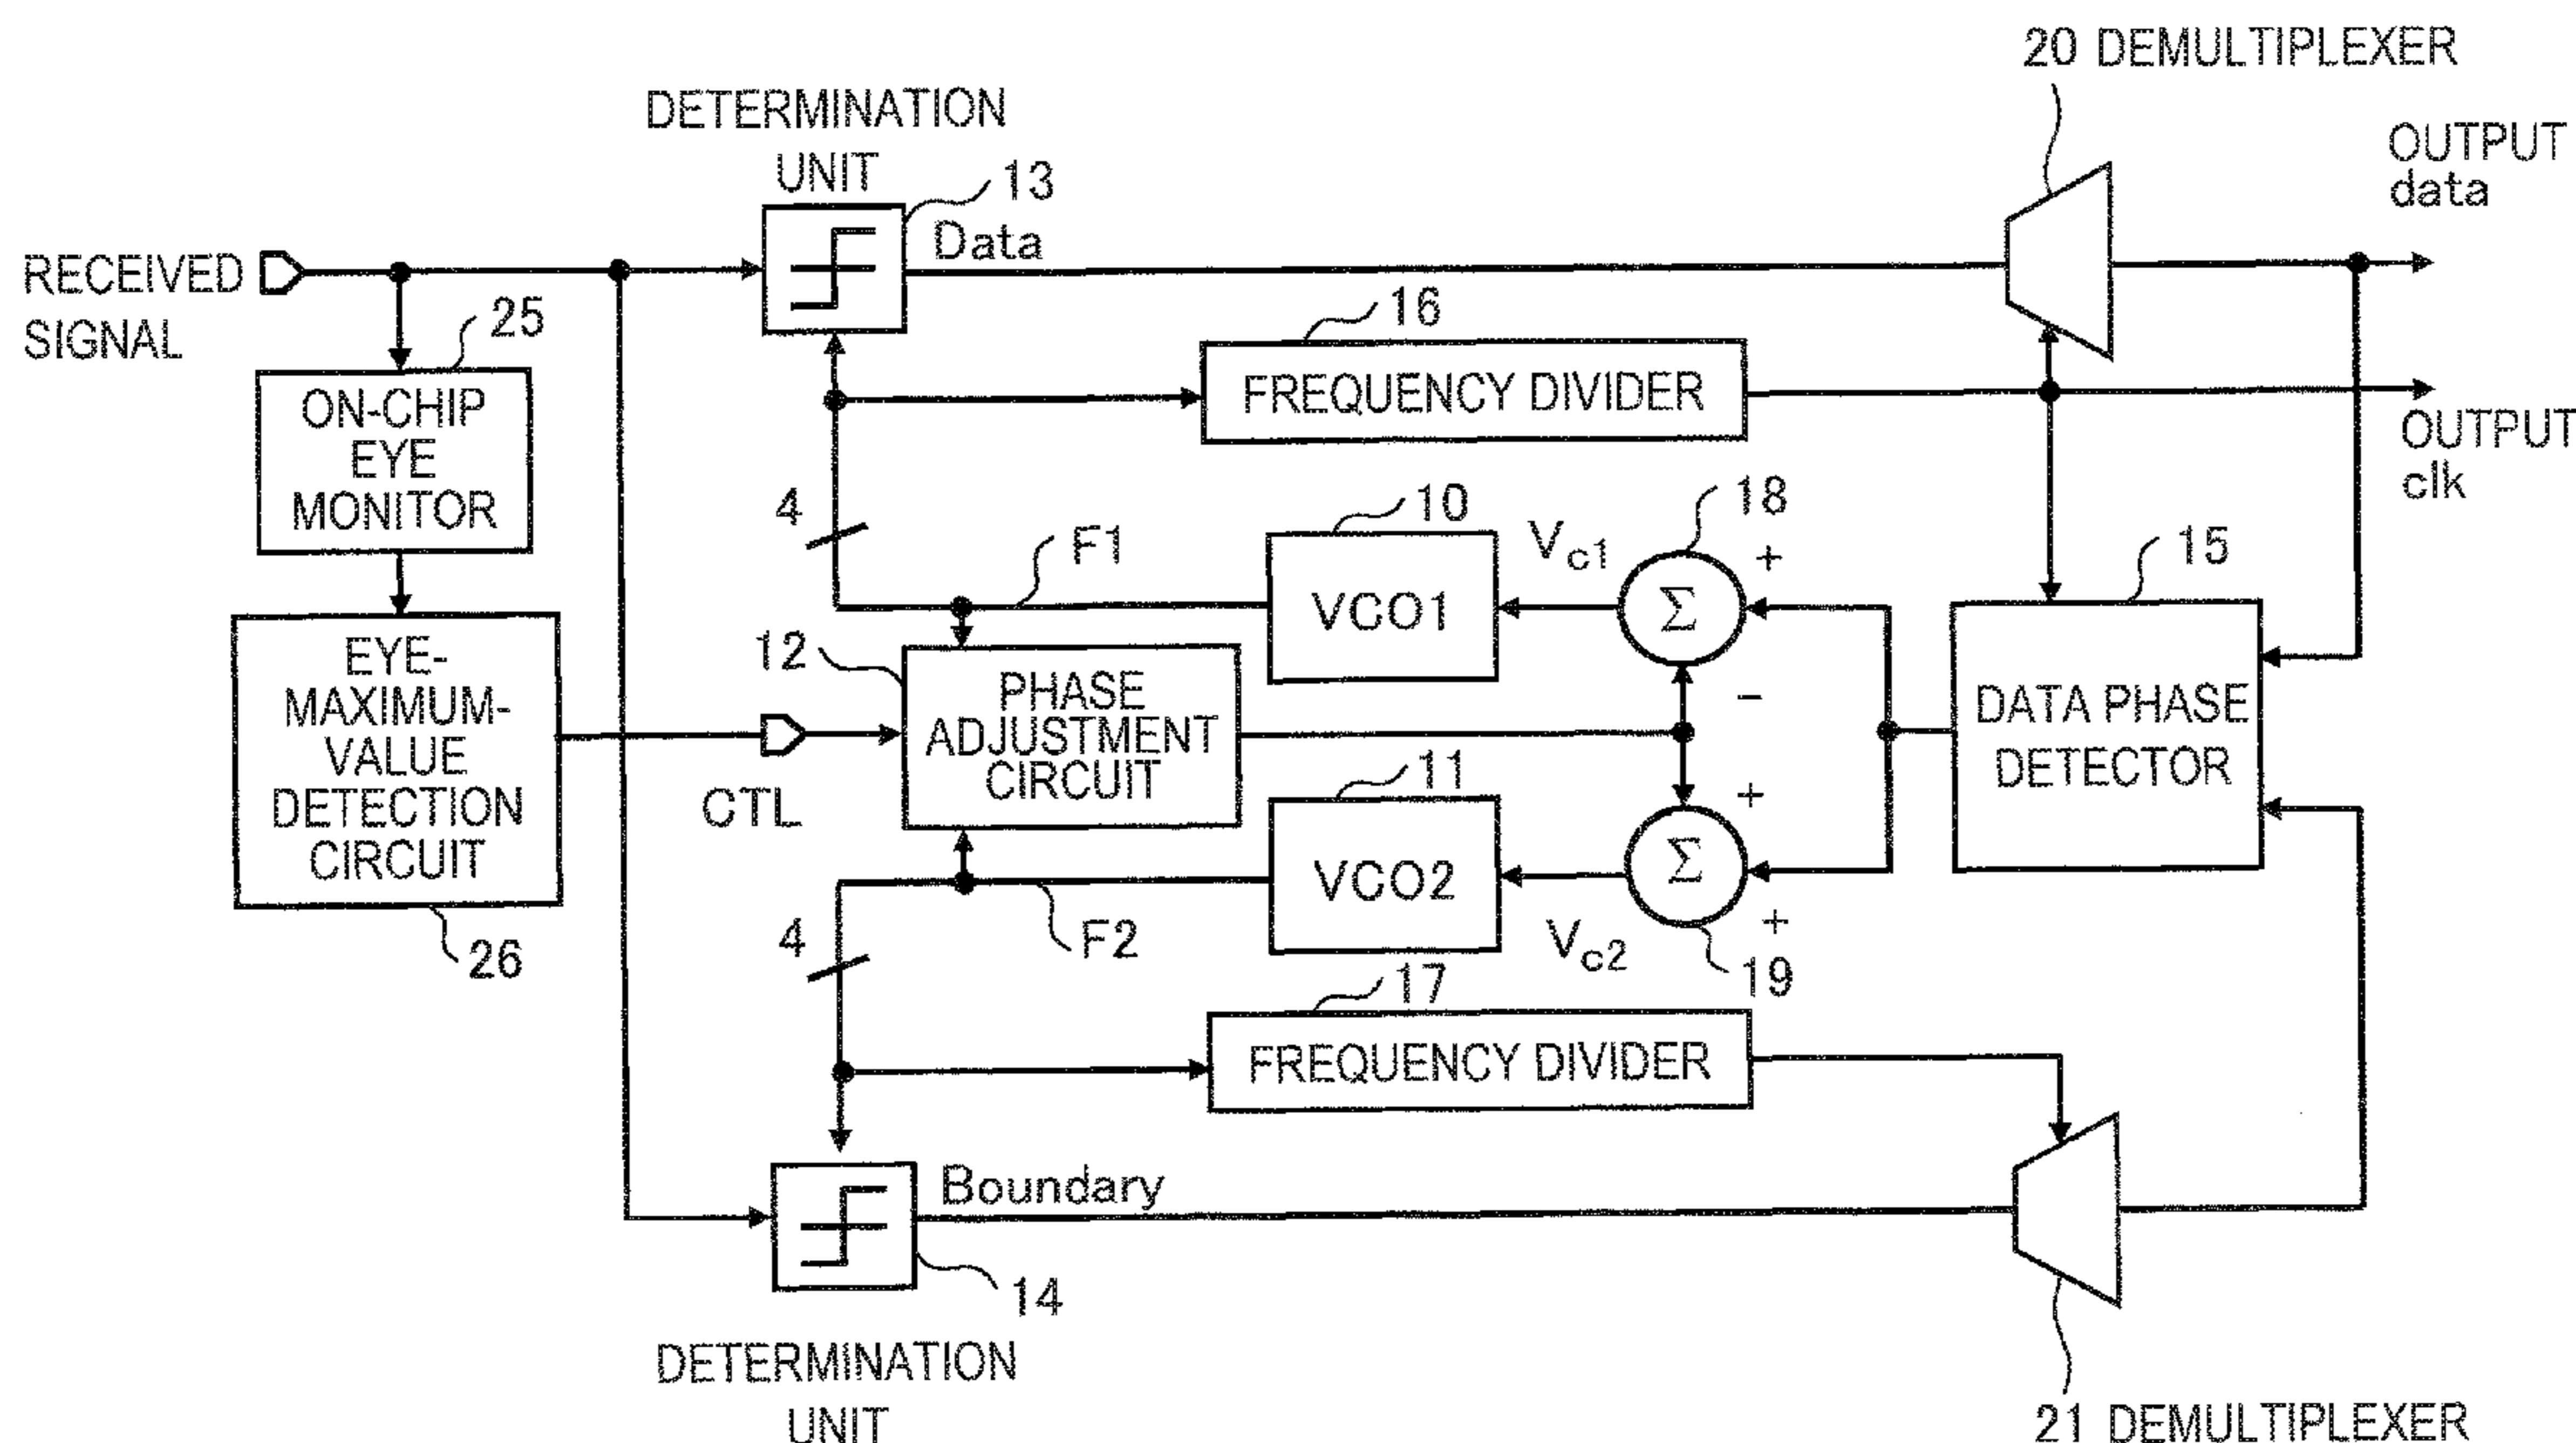 20 DEMULTIPLEXER
DETERMINATION
UNIT
13
OUTPUT
data
Data
RECEIVED
SIGNAL
25
16
ON-CHIP
EYE
MONITOR
FREQUENCY DIVIDER
OUTPUT
clk
4
F1
10
Vc1
18
+
15
VCO1
Σ
EYE-
MAXIMUM-
VALUE
DETECTION
CIRCUIT
12
PHASE
ADJUSTMENT
CIRCUIT
−
DATA PHASE
DETECTOR
CTL
11
+
VCO2
Σ
4
F2
Vc2
+
19
26
17
FREQUENCY DIVIDER
Boundary
14
DETERMINATION
UNIT
21 DEMULTIPLEXER